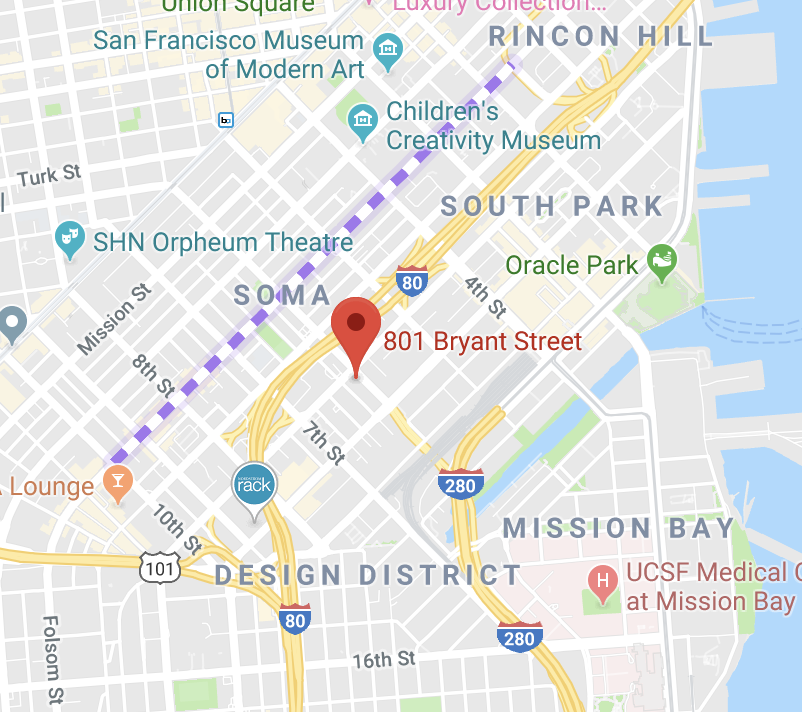 Union Square
Luxury Collection...
San Francisco Museum
of Modern Art
RINCON HILL
Children's
Creativity Museum
Turk St
SOUTH PARK
SHN Orpheum Theatre
Oracle Park
80
4th St
SOMA
Mission St
801 Bryant Street
8th St
7th St
Lounge
rack
280
10th St
MISSION BAY
101
DESIGN DISTRICT
UCSF Medical C
at Mission Bay
H
80
280
Folsom St
16th St